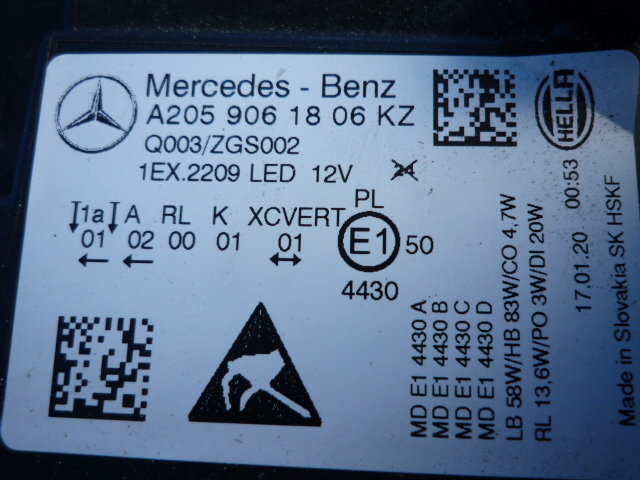 Mercedes - Benz
A205 906 18 06 KZ
Q003/ZGS002
1EX.2209 LED 12V 24
PL
1a A RL K XCVERT
01 02 00 01 01
E1 50
4430
MD E1 4430 A
MD E1 4430 B
MD E1 4430 C
MD E1 4430 D
LB 58W/HB 83W/CO 4,7W
RL 13,6W/PO 3W/DI 20W
HELLA
17.01.20 00:53
Made in Slovakia SK HSKF